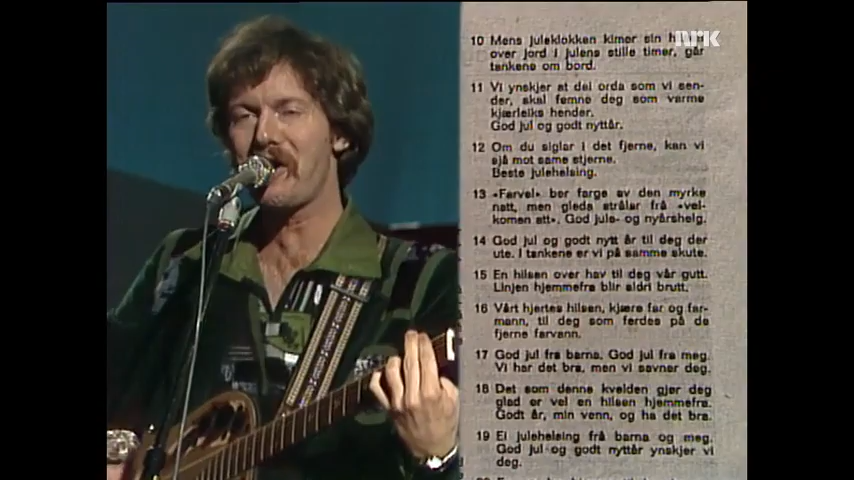 NRK
10 Mens juleklokken kimer sin
over jord i julens stille timer, går
tankene om bord.
11 Vi ynskjer at dei orda som vi sen-
der, skal femne deg som varme
kjærleiks hender.
God jul og godt nyttår.
12 Om du siglar i det fjerne, kan vi
sjå mot same stjerne.
Beste julehelsing.
13 «Farvel» ber farge av den myrke
natt, men gleda strålar frå «vel-
komen att». God jule- og nyårshelg.
14 God jul og godt nytt år til deg der
ute. I tankene er vi på samme skute.
15 En hilsen over hav til deg vår gutt.
Linjen hjemmefra blir aldri brutt.
16 Vårt hjertes hilsen, kjære far og far-
mann, til deg som ferdes på de
fjerne farvann.
17 God jul fra barna. God jul fra meg.
Vi har det bra, men vi savner deg.
18 Det som denne kvelden gjør deg
glad er vel en hilsen hjemmefra.
Godt år, min venn, og ha det bra.
19 Ei julehelsing frå barna og meg.
God jul og godt nyttår ynskjer vi
deg.